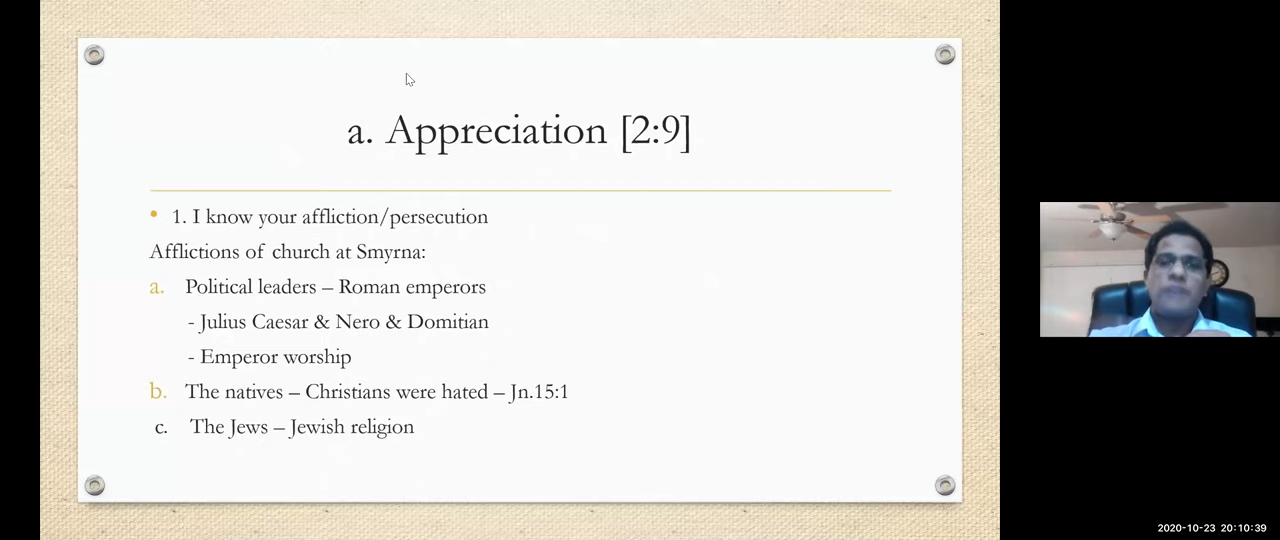 a. Appreciation [2:9]
• 1. I know your affliction/persecution
Afflictions of church at Smyrna:
a. Political leaders – Roman emperors
- Julius Caesar & Nero & Domitian
- Emperor worship
b. The natives – Christians were hated – Jn.15:1
c. The Jews – Jewish religion
2020-10-23 20:10:39